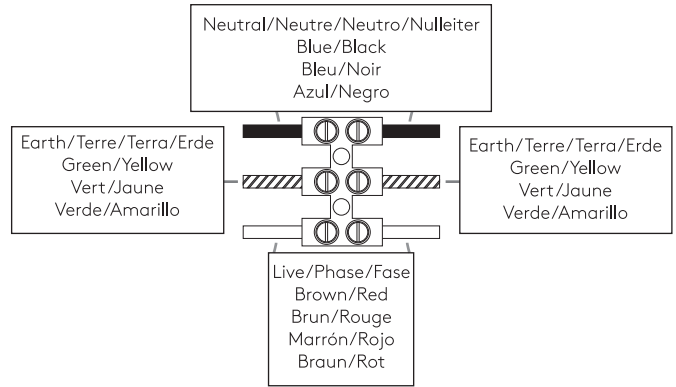 Neutral/Neutre/Neutro/Nulleiter
Blue/Black
Bleu/Noir
Azul/Negro
Earth/Terre/Terra/Erde
Green/Yellow
Vert/Jaune
Verde/Amarillo
Earth/Terre/Terra/Erde
Green/Yellow
Vert/Jaune
Verde/Amarillo
Live/Phase/Fase
Brown/Red
Brun/Rouge
Marrón/Rojo
Braun/Rot